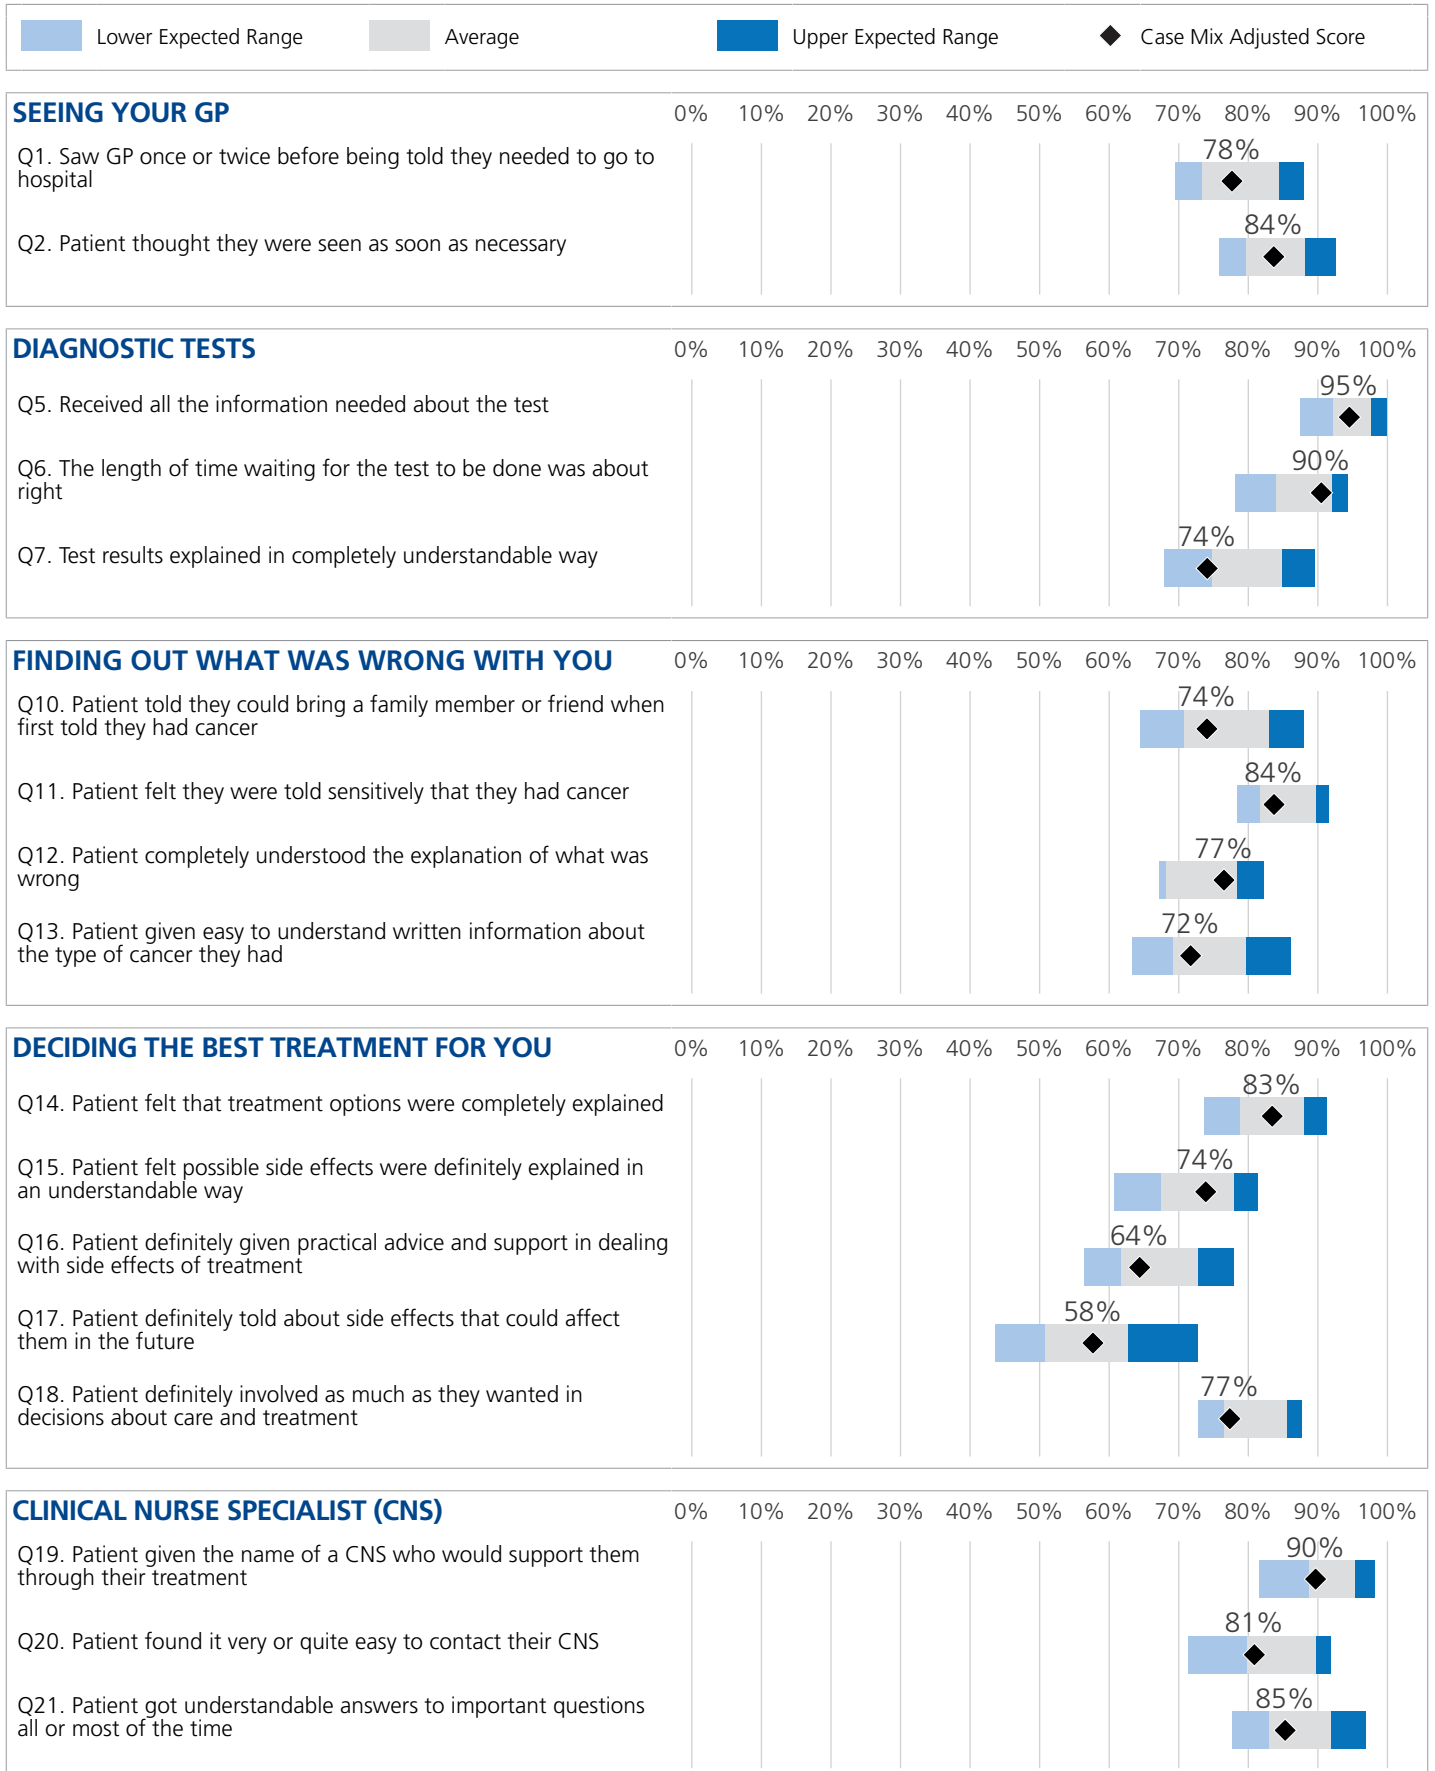 Lower Expected Range Average Upper Expected Range Case Mix Adjusted Score
SEEING YOUR GP 0% 10% 20% 30% 40% 50% 60% 70% 80% 90% 100%
78%
Q1. Saw GP once or twice before being told they needed to go to
hospital
84%
Q2. Patient thought they were seen as soon as necessary
DIAGNOSTIC TESTS 0% 10% 20% 30% 40% 50% 60% 70% 80% 90% 100%
95%
Q5. Received all the information needed about the test
90%
Q6. The length of time waiting for the test to be done was about
right
74%
Q7. Test results explained in completely understandable way
FINDING OUT WHAT WAS WRONG WITH YOU 0% 10% 20% 30% 40% 50% 60% 70% 80% 90% 100%
74%
Q10. Patient told they could bring a family member or friend when
first told they had cancer
84%
Q11. Patient felt they were told sensitively that they had cancer
77%
Q12. Patient completely understood the explanation of what was
wrong
72%
Q13. Patient given easy to understand written information about
the type of cancer they had
DECIDING THE BEST TREATMENT FOR YOU 0% 10% 20% 30% 40% 50% 60% 70% 80% 90% 100%
83%
Q14. Patient felt that treatment options were completely explained
74%
Q15. Patient felt possible side effects were definitely explained in
an understandable way
64%
Q16. Patient definitely given practical advice and support in dealing
with side effects of treatment
58%
Q17. Patient definitely told about side effects that could affect
them in the future
77%
Q18. Patient definitely involved as much as they wanted in
decisions about care and treatment
CLINICAL NURSE SPECIALIST (CNS) 0% 10% 20% 30% 40% 50% 60% 70% 80% 90% 100%
90%
Q19. Patient given the name of a CNS who would support them
through their treatment
81%
Q20. Patient found it very or quite easy to contact their CNS
85%
Q21. Patient got understandable answers to important questions
all or most of the time